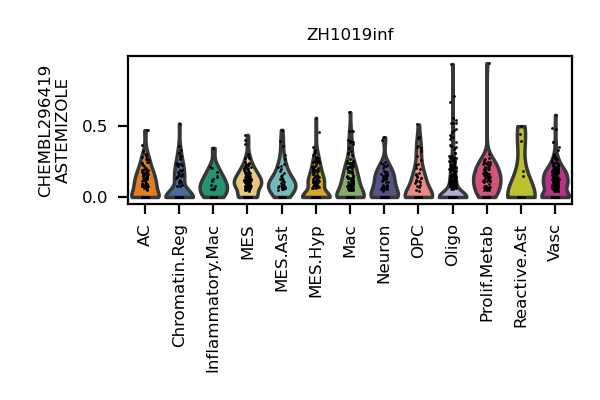 ZH1019inf
CHEMBL296419
ASTEMIZOLE
0.5
0.0
AC
Chromatin.Reg
Inflammatory.Mac
MES
MES.Ast
MES.Hyp
Mac
Neuron
OPC
Oligo
Prolif.Metab
Reactive.Ast
Vasc